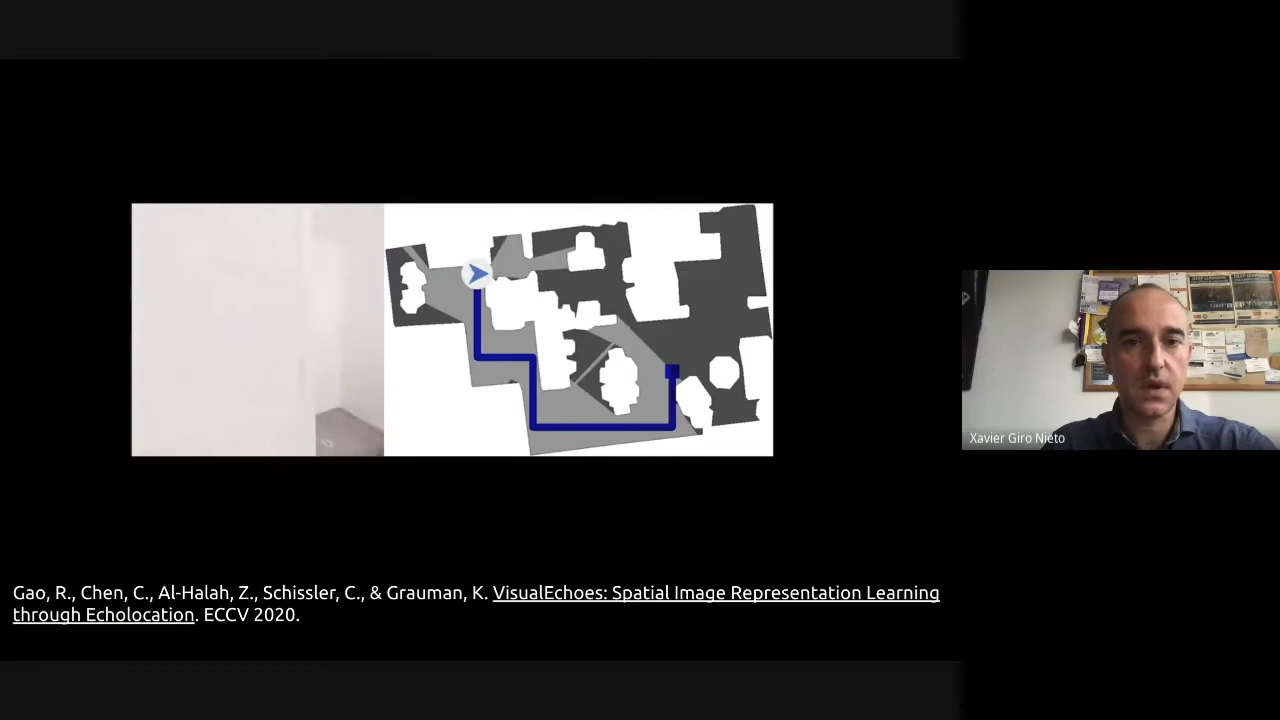 Xavier Giro Nieto
Gao, R., Chen, C., Al-Halah, Z., Schissler, C., & Grauman, K. VisualEchoes: Spatial Image Representation Learning
through Echolocation. ECCV 2020.